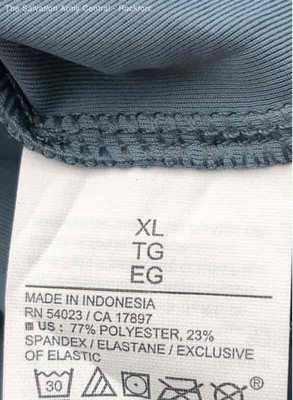 The Salvation Army Central - Rockford
XL
TG
EG
MADE IN INDONESIA
RN 54023 / CA 17897
US : 77% POLYESTER, 23%
SPANDEX / ELASTANE / EXCLUSIVE
OF ELASTIC
30
®